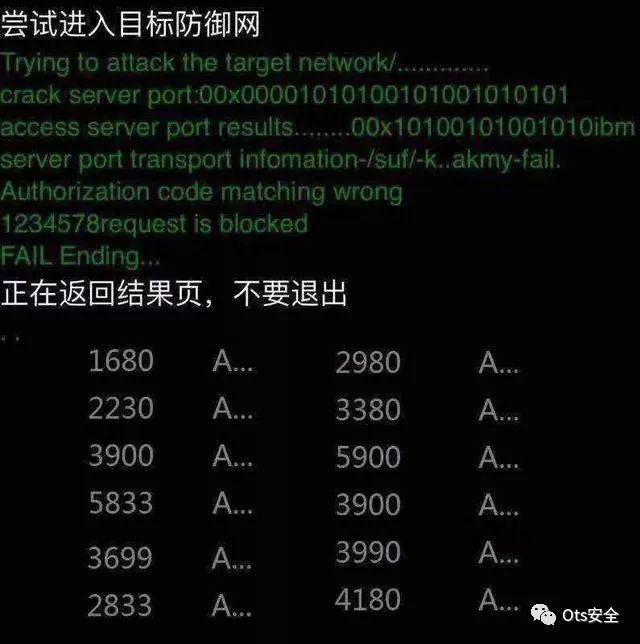 尝试进入目标防御网
Trying to attack the target network/.............
crack server port:00x000010101001010010101​01
access server port results........00x10100101001010ibm
server port transport infomation-/suf/-k..akmy-fail.
Authorization code matching wrong
1234578request is blocked
FAIL Ending...
正在返回结果页，不要退出
..
1680 A... 2980 A...
2230 A... 3380 A...
3900 A... 5900 A...
5833 A... 3900 A...
3699 A... 3990 A...
2833 A... 4180 A...
Ots安全